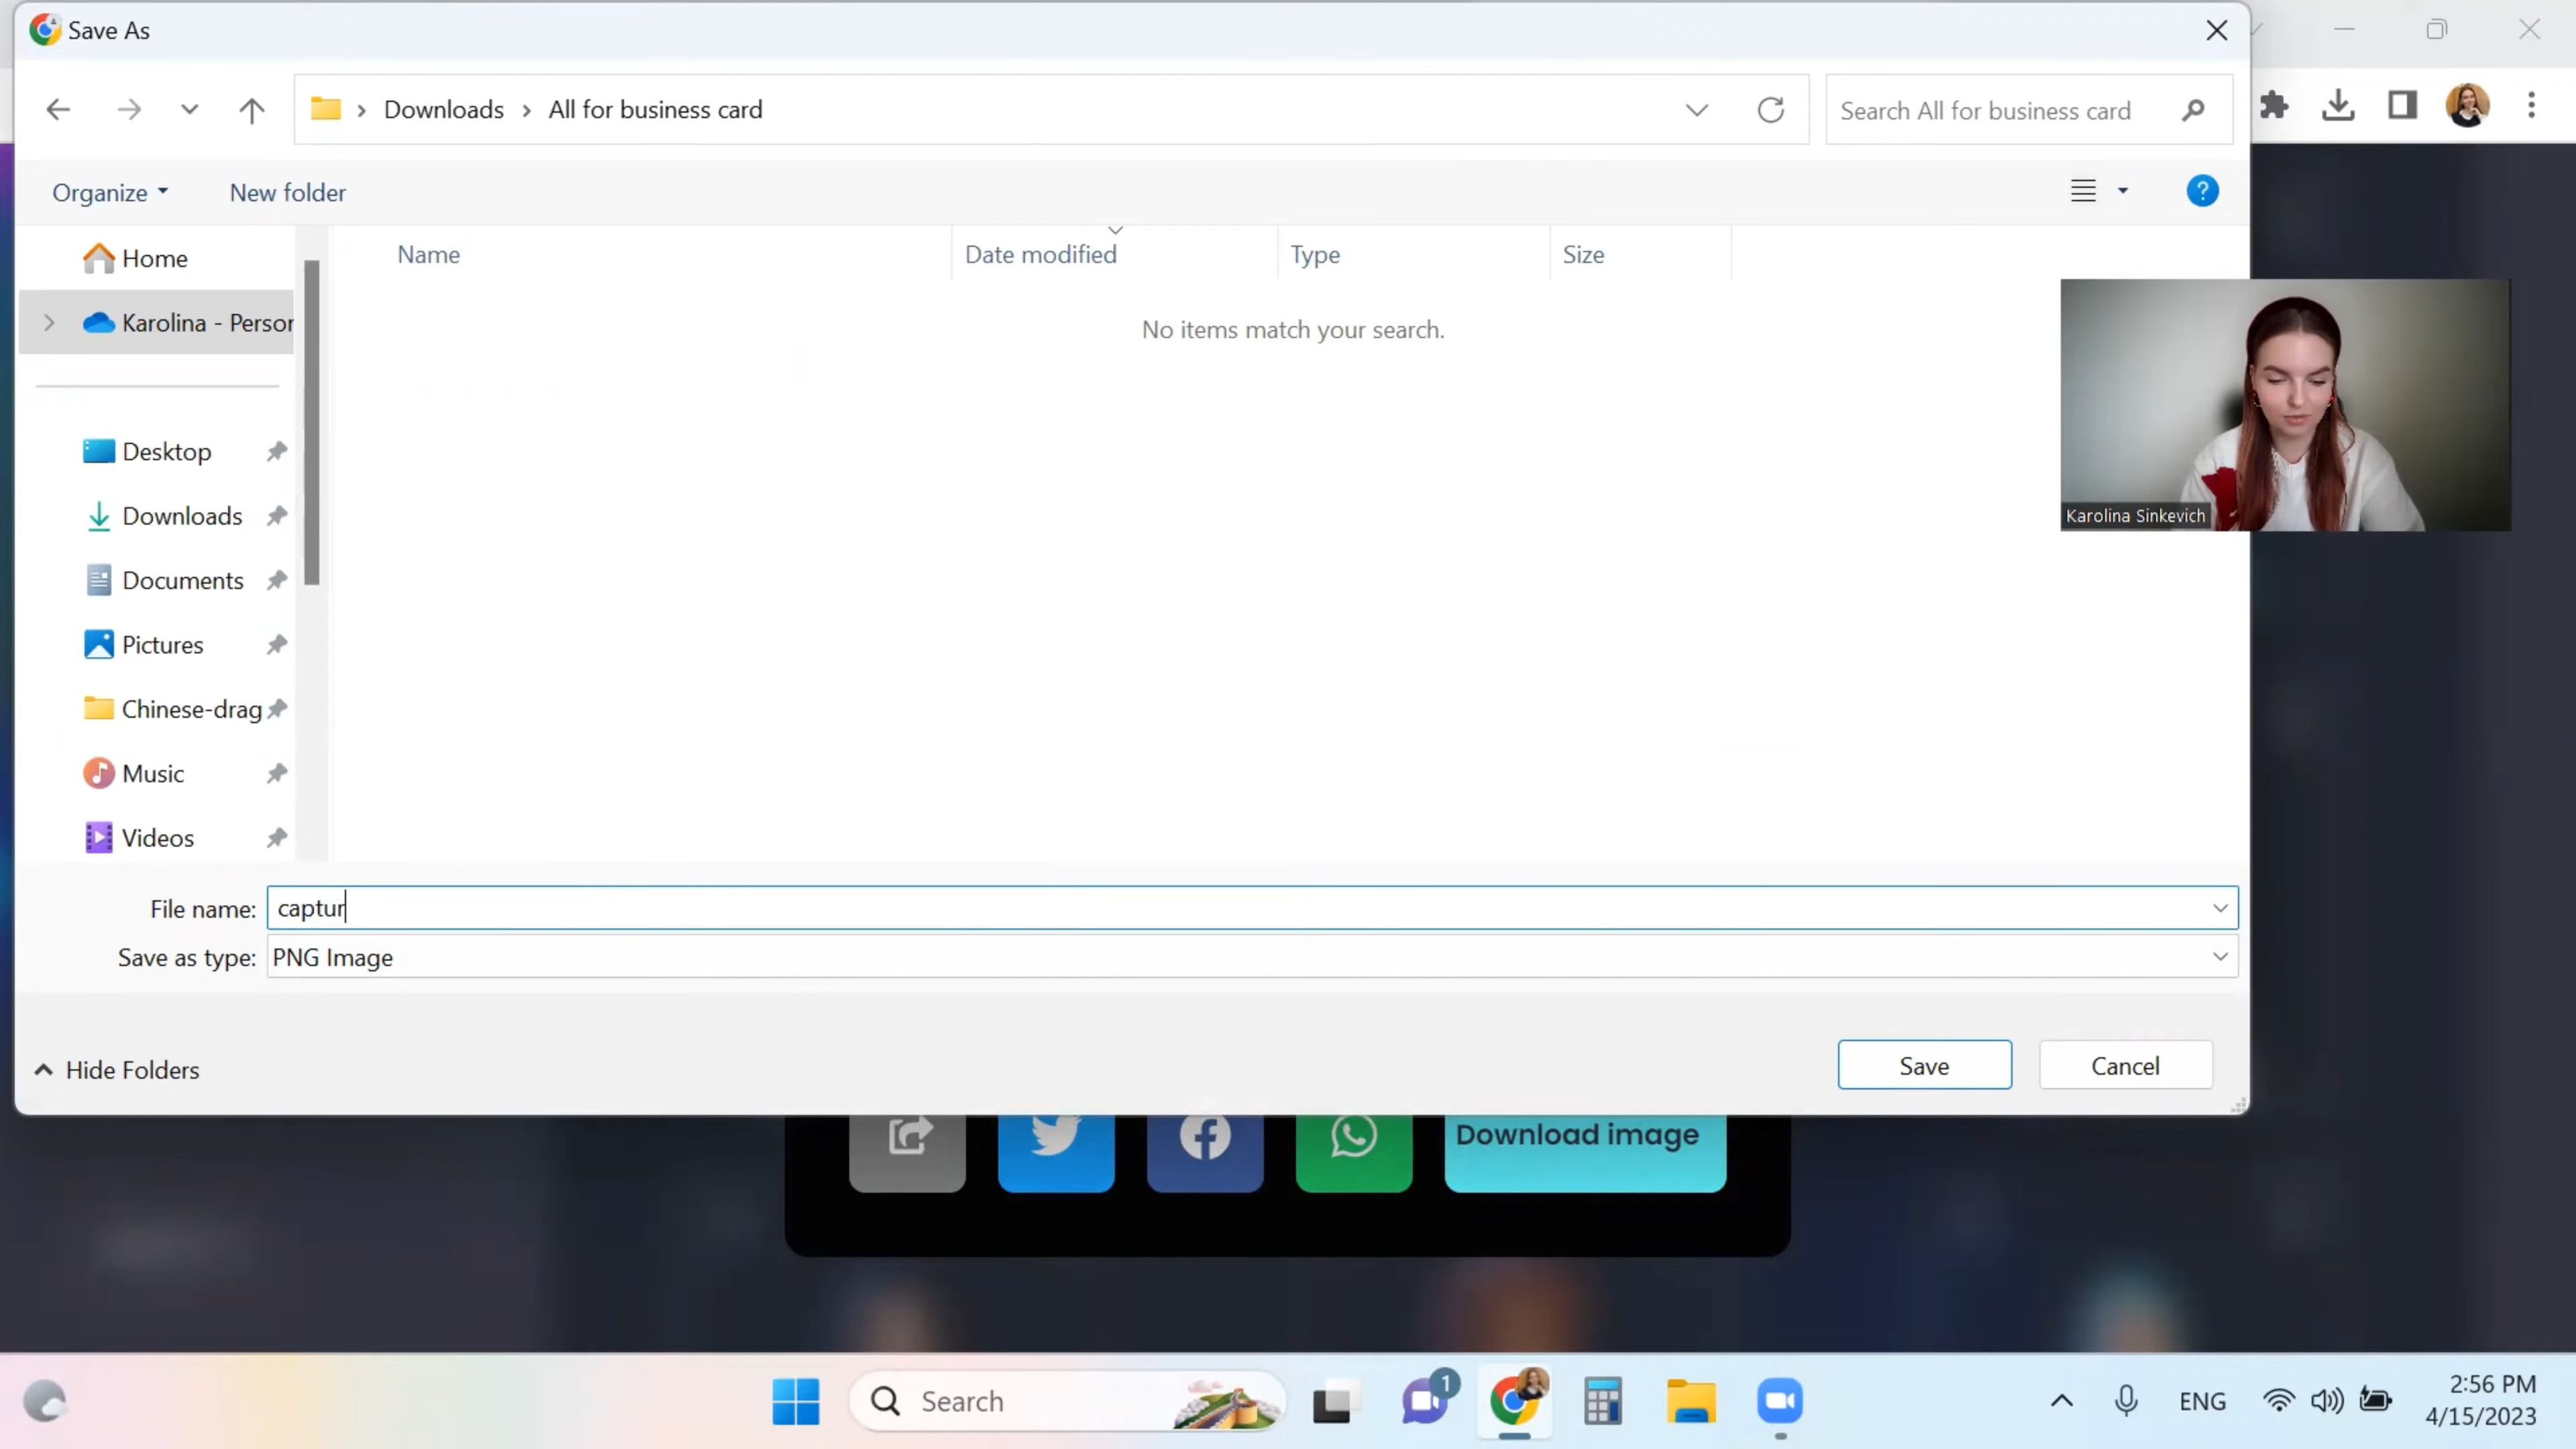 Save As
Downloads > All for business card
Search All for business card
Organize
New folder
Name
Date modified
Type
Size
Home
Karolina - Persor
No items match your search.
Desktop
Downloads
Documents
Pictures
Chinese-drag
Music
Videos
Karolina Sinkevich
File name: captur
Save as type: PNG Image
Hide Folders
Save
Cancel
Download image
Search
1
ENG
2:56 PM
4/15/2023